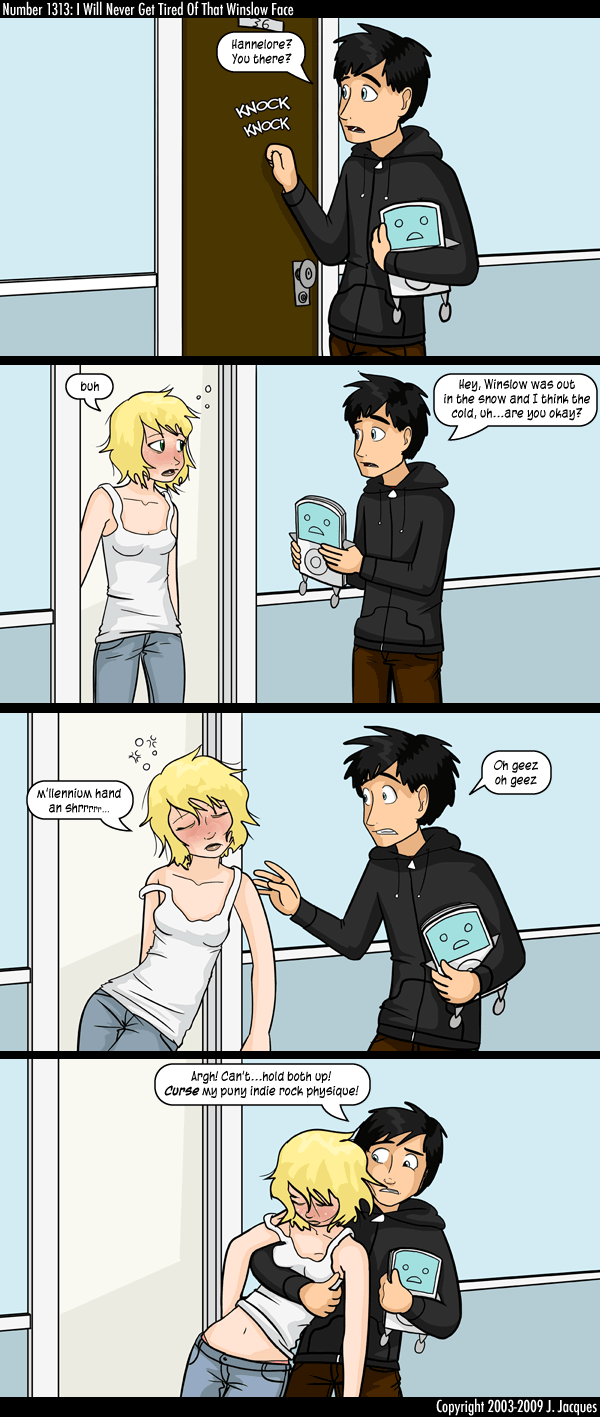 Number 1313: I Will Never Get Tired Of That Winslow Face
36
Hannelore?
You there?
KNOCK
KNOCK
buh
Hey, Winslow was out
in the snow and I think the
cold, uh...are you okay?
M'llennium hand
an shrrrrr...
Oh geez
oh geez
Argh! Can't...hold both up!
Curse my puny indie rock physique!
Copyright 2003-2009 J. Jacques